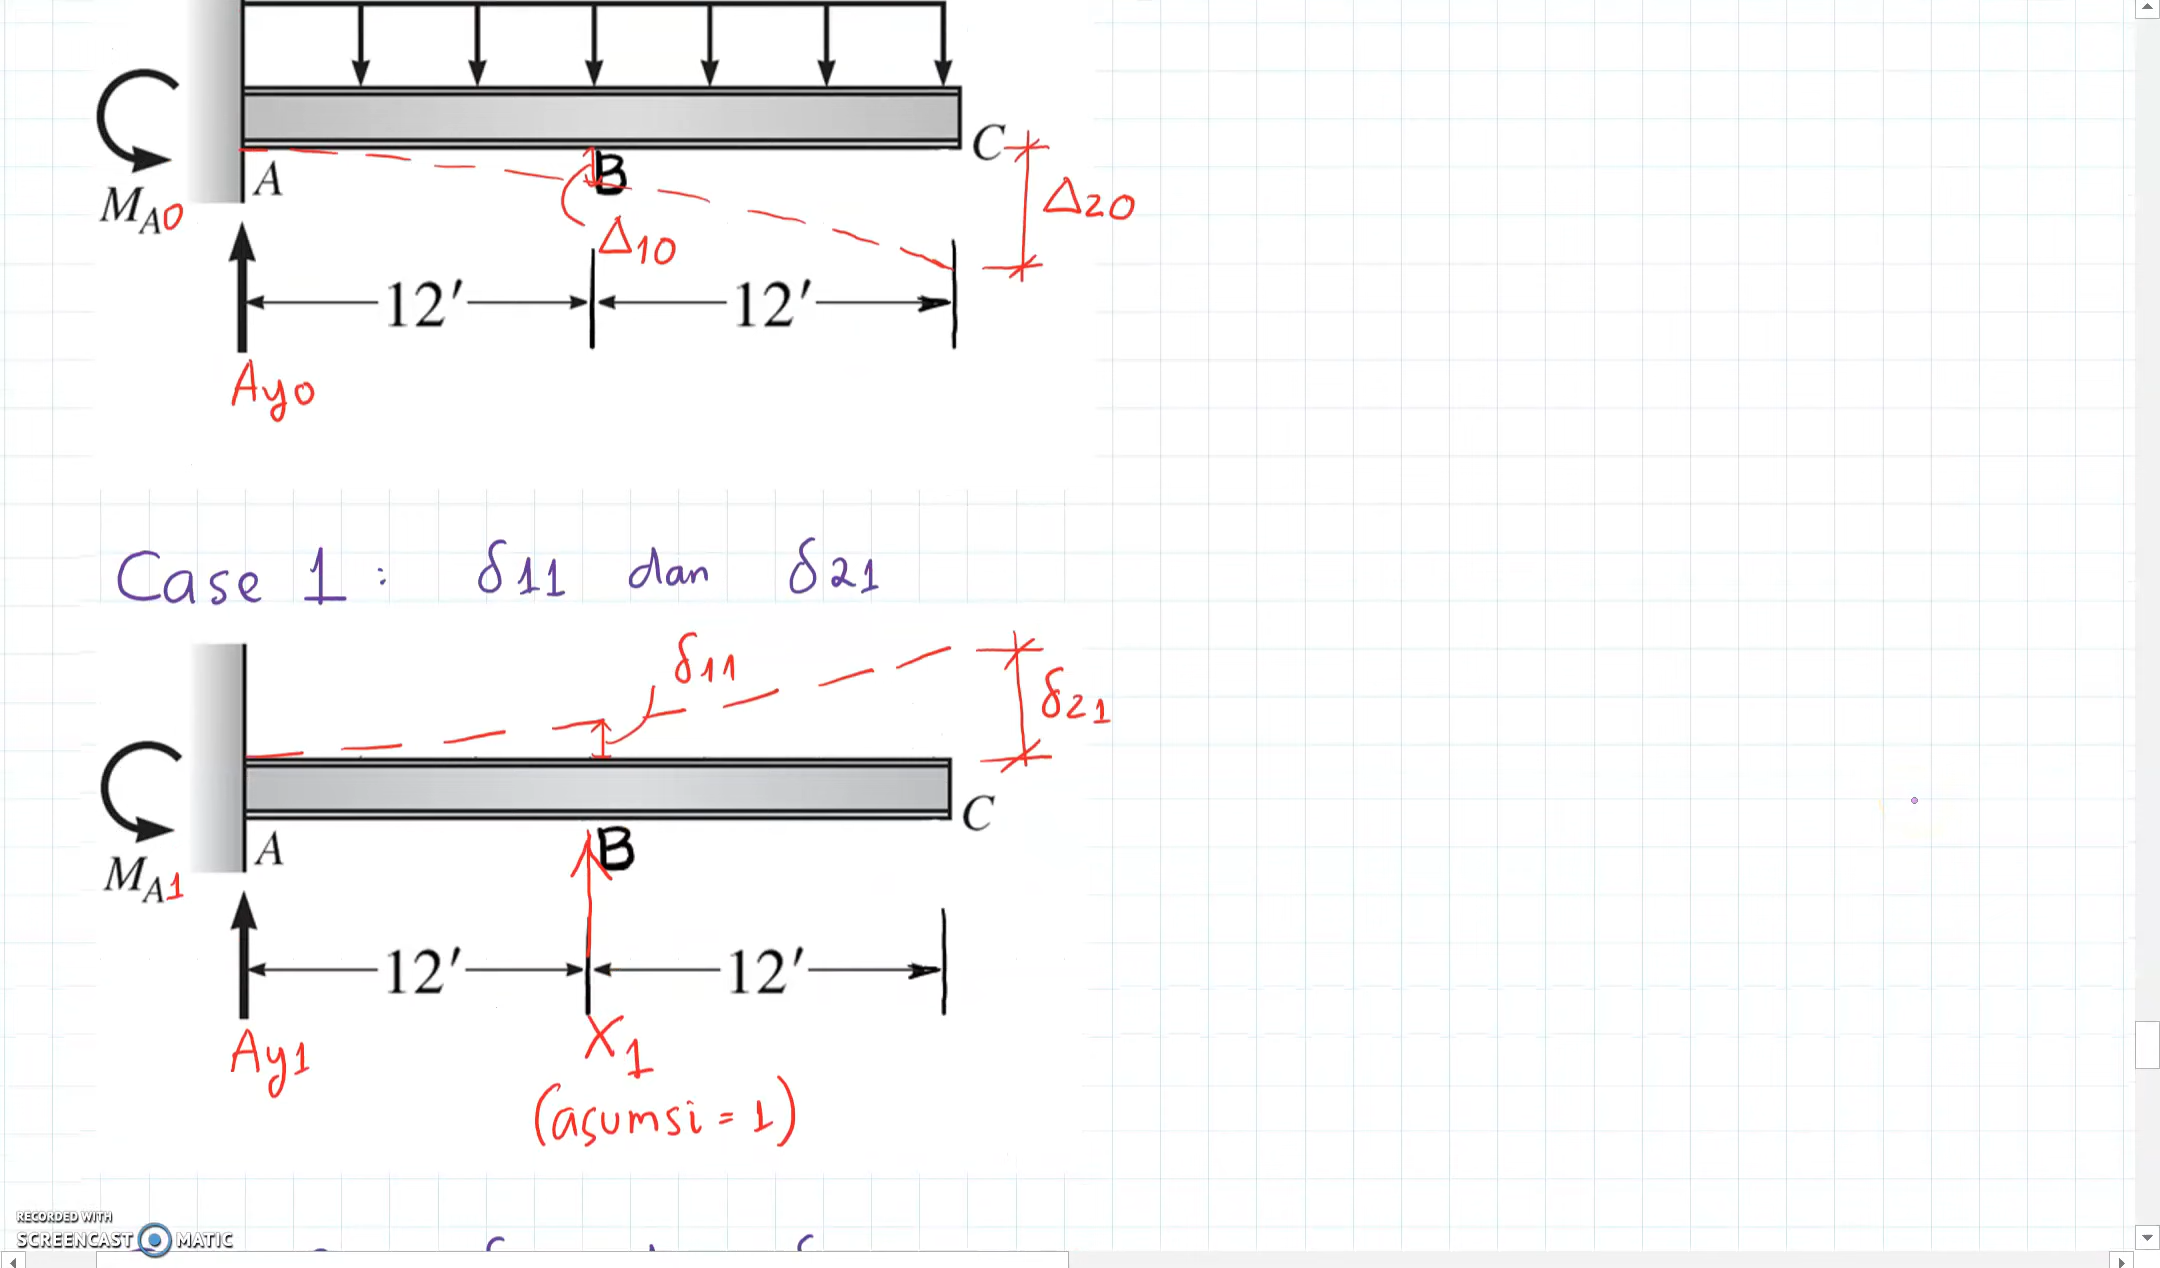 C
A
B
Δ20
MA0
Δ10
12′ 12′
Ay0
Case 1 : δ11 dan δ21
δ11
δ21
C
A
B
MA1
12′ 12′
Ay1
X1
(asumsi = 1)
RECORDED WITH
SCREENCAST MATIC